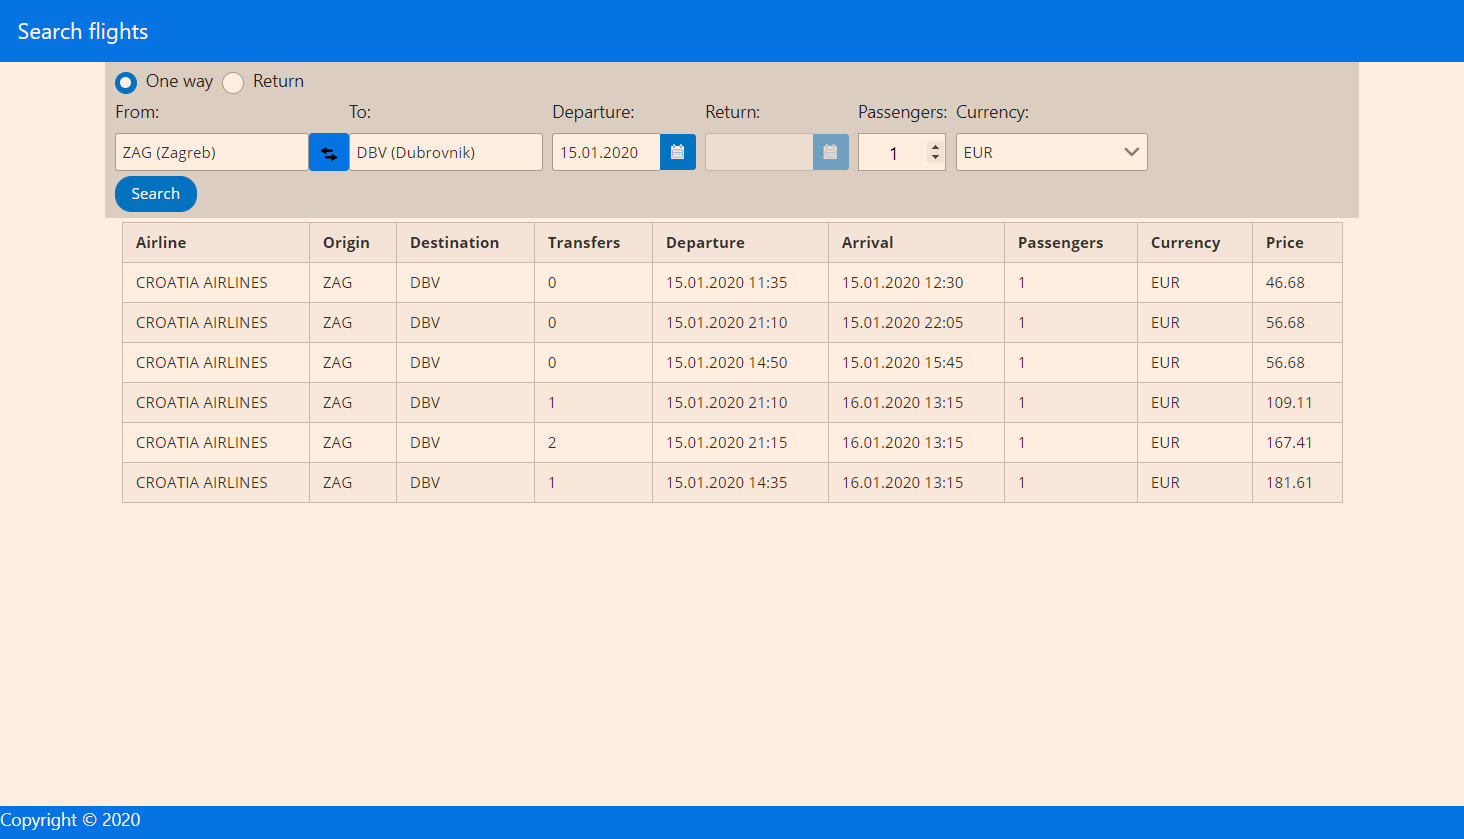 Search flights
One way Return
From: To: Departure: Return: Passengers: Currency:
ZAG (Zagreb) DBV (Dubrovnik) 15.01.2020 1 EUR
Search
Airline Origin Destination Transfers Departure Arrival Passengers Currency Price
CROATIA AIRLINES ZAG DBV 0 15.01.2020 11:35 15.01.2020 12:30 1 EUR 46.68
CROATIA AIRLINES ZAG DBV 0 15.01.2020 21:10 15.01.2020 22:05 1 EUR 56.68
CROATIA AIRLINES ZAG DBV 0 15.01.2020 14:50 15.01.2020 15:45 1 EUR 56.68
CROATIA AIRLINES ZAG DBV 1 15.01.2020 21:10 16.01.2020 13:15 1 EUR 109.11
CROATIA AIRLINES ZAG DBV 2 15.01.2020 21:15 16.01.2020 13:15 1 EUR 167.41
CROATIA AIRLINES ZAG DBV 1 15.01.2020 14:35 16.01.2020 13:15 1 EUR 181.61
Copyright © 2020